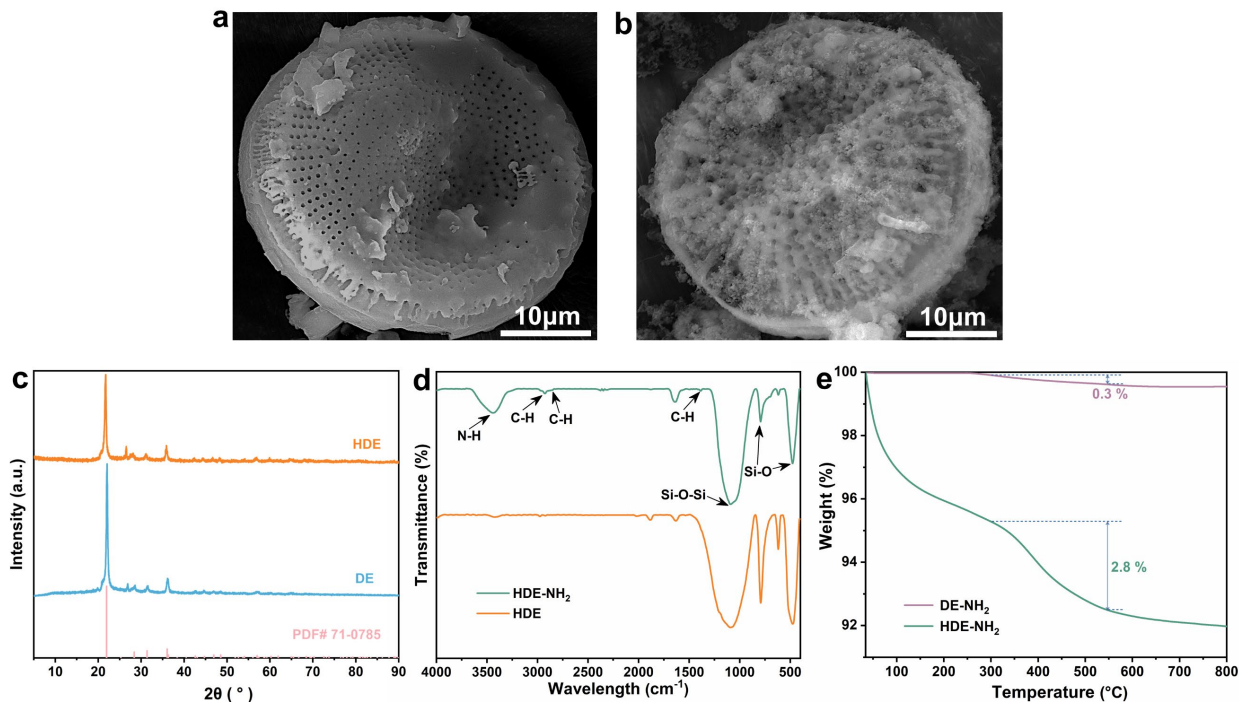 a
10μm
b
10μm
c
Intensity (a.u.)
HDE
DE
PDF# 71-0785
10 20 30 40 50 60 70 80 90
2θ ( ° )
d
Transmittance (%)
N-H
C-H
C-H
C-H
Si-O-Si
Si-O
HDE-NH₂
HDE
4000 3500 3000 2500 2000 1500 1000 500
Wavelength (cm⁻¹)
e
Weight (%)
100
98
96
94
92
0.3 %
2.8 %
DE-NH₂
HDE-NH₂
100 200 300 400 500 600 700 800
Temperature (°C)